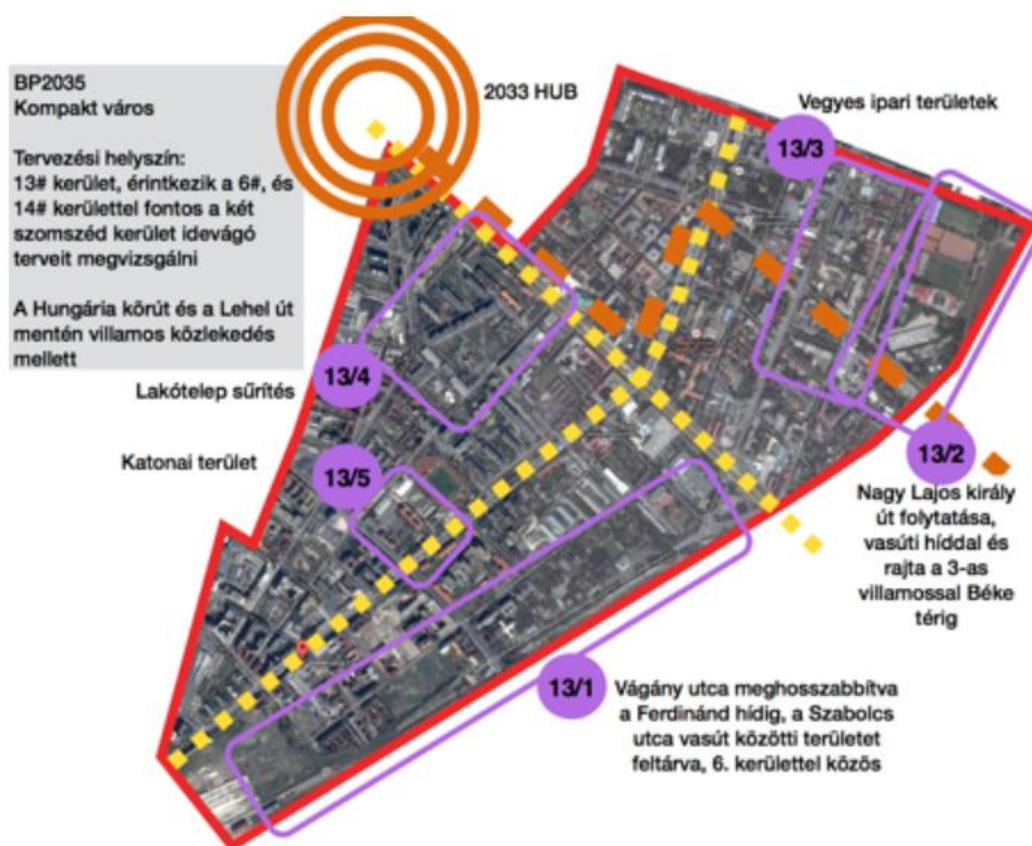 BP2035
Kompakt város
Tervezési helyszín:
13# kerület, érintkezik a 6#, és
14# kerülettel fontos a két
szomszéd kerület idevágó
terveit megvizsgálni
A Hungária körút és a Lehel út
mentén villamos közlekedés
mellett
2033 HUB
Vegyes ipari területek
13/3
13/4
Lakótelep sűrítés
Katonai terület
13/5
13/2
Nagy Lajos király
út folytatása,
vasúti híddal és
rajta a 3-as
villamossal Béke
térig
13/1
Vágány utca meghosszabbítva
a Ferdinánd hídig, a Szabolcs
utca vasút közötti területet
feltárva, 6. kerülettel közös